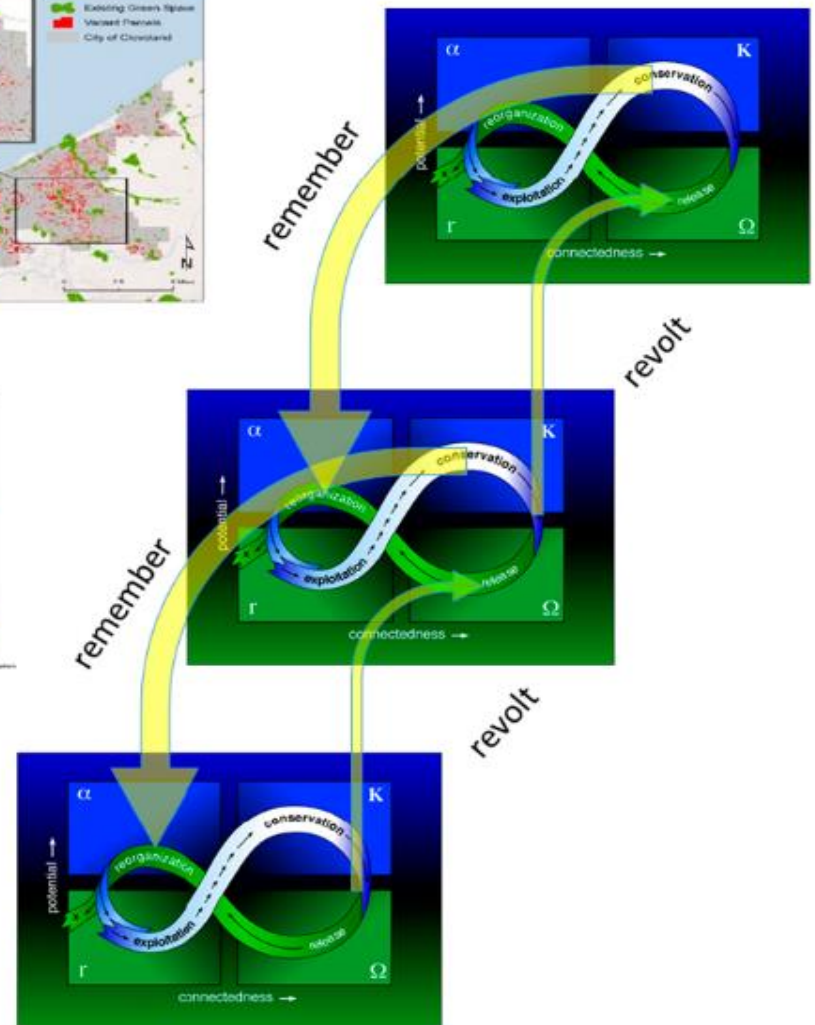 Existing Green Space
Vacant Parcels
City of Cleveland
N
α
K
conservation
reorganization
potential
exploitation
release
r
Ω
connectedness
remember
revolt
α
K
conservation
reorganization
potential
exploitation
release
r
Ω
connectedness
remember
revolt
α
K
conservation
reorganization
potential
exploitation
release
r
Ω
connectedness